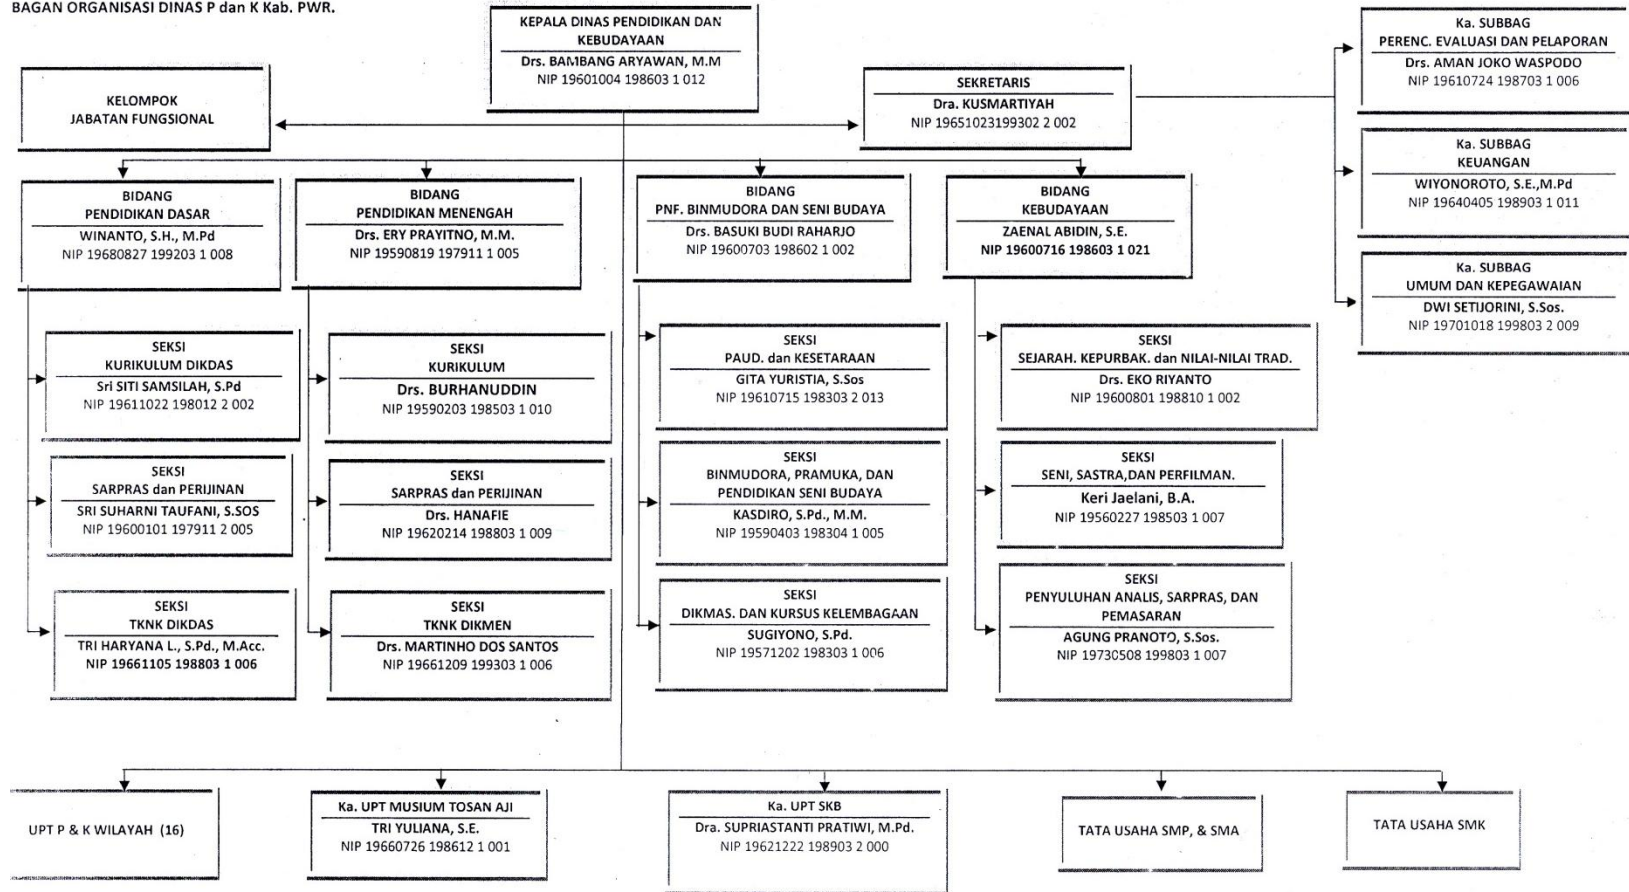 BAGAN ORGANISASI DINAS P dan K Kab. PWR.
KEPALA DINAS PENDIDIKAN DAN
KEBUDAYAAN
Drs. BAMBANG ARYAWAN, M.M
NIP 19601004 198603 1 012
KELOMPOK
JABATAN FUNGSIONAL
SEKRETARIS
Dra. KUSMARTIYAH
NIP 19651023199302 2 002
Ka. SUBBAG
PERENC. EVALUASI DAN PELAPORAN
Drs. AMAN JOKO WASPODO
NIP 19610724 198703 1 006
Ka. SUBBAG
KEUANGAN
WIYONOROTO, S.E.,M.Pd
NIP 19640405 198903 1 011
Ka. SUBBAG
UMUM DAN KEPEGAWAIAN
DWI SETIJORINI, S.Sos.
NIP 19701018 199803 2 009
BIDANG
PENDIDIKAN DASAR
WINANTO, S.H., M.Pd
NIP 19680827 199203 1 008
BIDANG
PENDIDIKAN MENENGAH
Drs. ERY PRAYITNO, M.M.
NIP 19590819 197911 1 005
BIDANG
PNF. BINMUDORA DAN SENI BUDAYA
Drs. BASUKI BUDI RAHARJO
NIP 19600703 198602 1 002
BIDANG
KEBUDAYAAN
ZAENAL ABIDIN, S.E.
NIP 19600716 198603 1 021
SEKSI
KURIKULUM DIKDAS
Sri SITI SAMSILAH, S.Pd
NIP 19611022 198012 2 002
SEKSI
KURIKULUM
Drs. BURHANUDDIN
NIP 19590203 198503 1 010
SEKSI
PAUD. dan KESETARAAN
GITA YURISTIA, S.Sos
NIP 19610715 198303 2 013
SEKSI
SEJARAH. KEPURBAK. dan NILAI-NILAI TRAD.
Drs. EKO RIYANTO
NIP 19600801 198810 1 002
SEKSI
SARPRAS dan PERIJINAN
SRI SUHARNI TAUFANI, S.SOS
NIP 19600101 197911 2 005
SEKSI
SARPRAS dan PERIJINAN
Drs. HANAFIE
NIP 19620214 198803 1 009
SEKSI
BINMUDORA, PRAMUKA, DAN
PENDIDIKAN SENI BUDAYA
KASDIRO, S.Pd., M.M.
NIP 19590403 198304 1 005
SEKSI
SENI, SASTRA,DAN PERFILMAN.
Keri Jaelani, B.A.
NIP 19560227 198503 1 007
SEKSI
TKNK DIKDAS
TRI HARYANA L., S.Pd., M.Acc.
NIP 19661105 198803 1 006
SEKSI
TKNK DIKMEN
Drs. MARTINHO DOS SANTOS
NIP 19661209 199303 1 006
SEKSI
DIKMAS. DAN KURSUS KELEMBAGAAN
SUGIYONO, S.Pd.
NIP 19571202 198303 1 006
SEKSI
PENYULUHAN ANALIS, SARPRAS, DAN
PEMASARAN
AGUNG PRANOTO, S.Sos.
NIP 19730508 199803 1 007
UPT P & K WILAYAH (16)
Ka. UPT MUSIUM TOSAN AJI
TRI YULIANA, S.E.
NIP 19660726 198612 1 001
Ka. UPT SKB
Dra. SUPRIASTANTI PRATIWI, M.Pd.
NIP 19621222 198903 2 000
TATA USAHA SMP, & SMA
TATA USAHA SMK